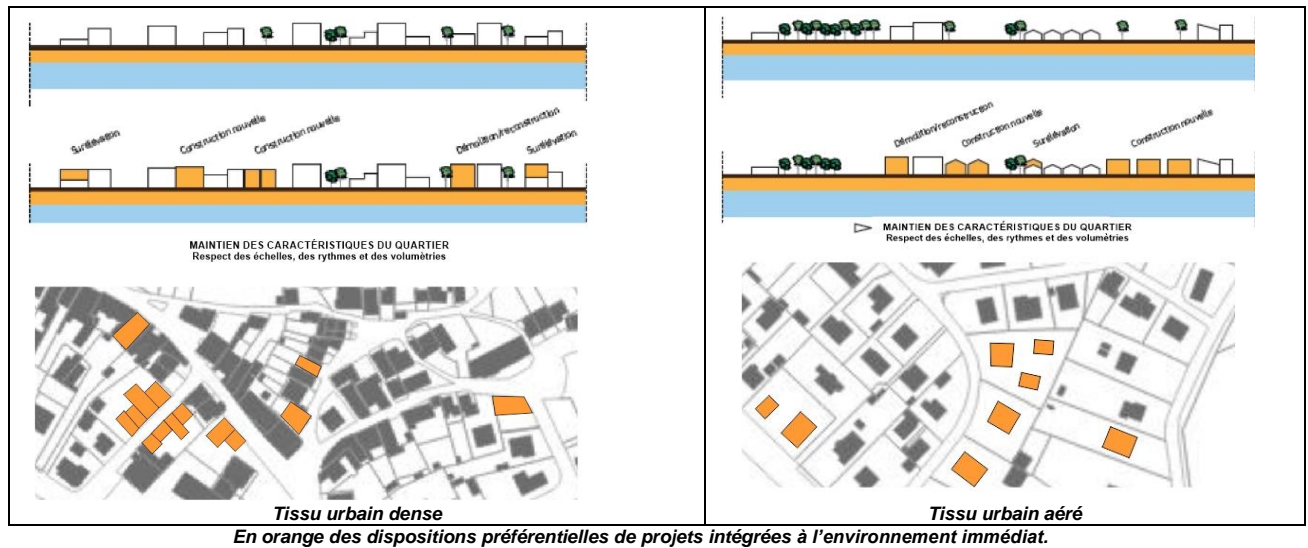 Surélévation
Construction nouvelle
Construction nouvelle
Démolition/reconstruction
Surélévation
MAINTIEN DES CARACTÉRISTIQUES DU QUARTIER
Respect des échelles, des rythmes et des volumètries
Tissu urbain dense
Démolition/reconstruction
Construction nouvelle
Surélévation
Construction nouvelle
MAINTIEN DES CARACTÉRISTIQUES DU QUARTIER
Respect des échelles, des rythmes et des volumètries
Tissu urbain aéré
En orange des dispositions préférentielles de projets intégrées à l’environnement immédiat.